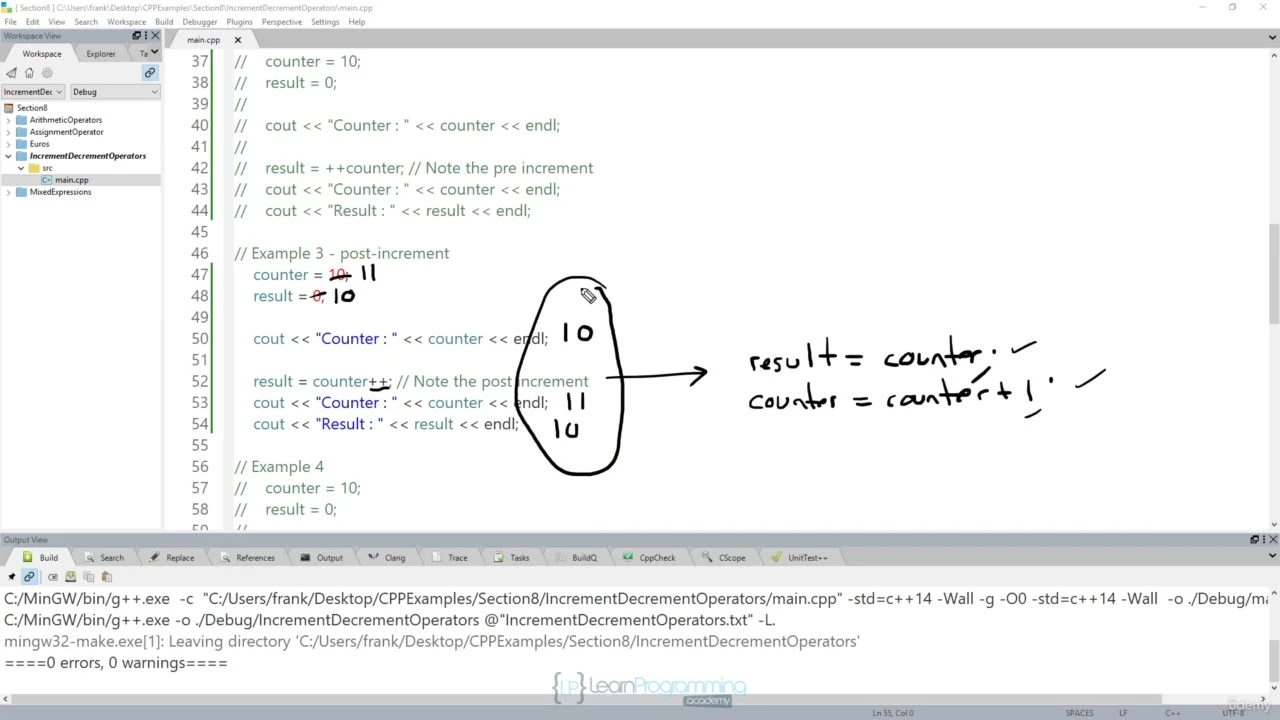 [ Section8 ] C:\Users\frank\Desktop\CPPExamples\Section8\IncrementDecrementOperators\main.cpp
File Edit View Search Workspace Build Debugger Plugins Perspective Settings Help
Workspace View
Workspace Explorer Ta
IncrementDec Debug
Section8
ArithmeticOperators
AssignmentOperator
Euros
IncrementDecrementOperators
src
main.cpp
MixedExpressions
main.cpp
37 // counter = 10;
38 // result = 0;
39 //
40 // cout << "Counter : " << counter << endl;
41 //
42 // result = ++counter; // Note the pre increment
43 // cout << "Counter : " << counter << endl;
44 // cout << "Result : " << result << endl;
45
46 // Example 3 - post-increment
47 counter = 10; 11
48 result = 0; 10
49
50 cout << "Counter : " << counter << endl; 10
51
52 result = counter++; // Note the post increment
53 cout << "Counter : " << counter << endl; 11
54 cout << "Result : " << result << endl; 10
55
56 // Example 4
57 // counter = 10;
58 // result = 0;
59 //
result = counter;
counter = counter + 1;
Output View
Build Search Replace References Output Clang Trace Tasks BuildQ CppCheck CScope UnitTest++
C:/MinGW/bin/g++.exe -c "C:/Users/frank/Desktop/CPPExamples/Section8/IncrementDecrementOperators/main.cpp" -std=c++14 -Wall -g -O0 -std=c++14 -Wall -o ./Debug/ma
C:/MinGW/bin/g++.exe -o ./Debug/IncrementDecrementOperators @"IncrementDecrementOperators.txt" -L.
mingw32-make.exe[1]: Leaving directory 'C:/Users/frank/Desktop/CPPExamples/Section8/IncrementDecrementOperators'
====0 errors, 0 warnings====
{LP} LearnProgramming
academy
Ln 55, Col 0 SPACES LF C++ UTF-8
udemy